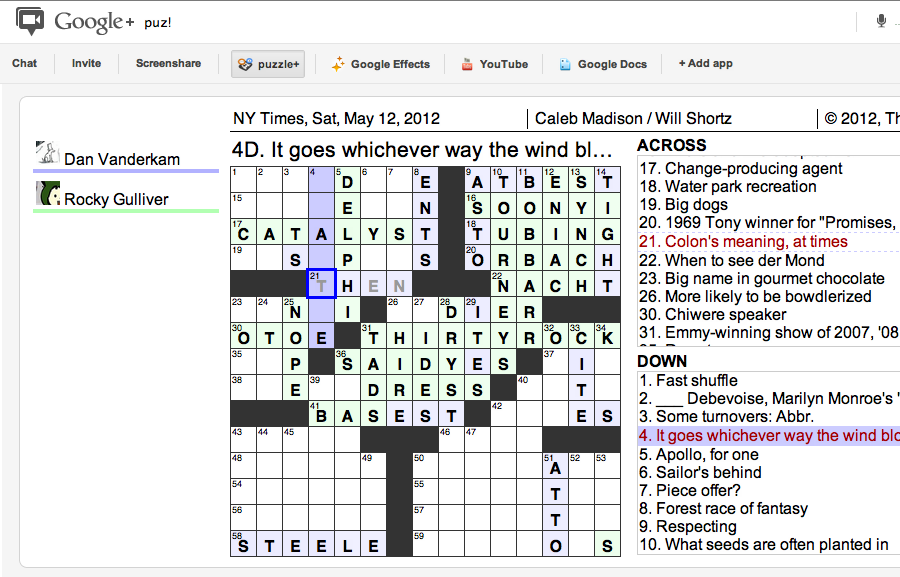 Google+ puz!
Chat Invite Screenshare puzzle+ Google Effects YouTube Google Docs + Add app
NY Times, Sat, May 12, 2012 Caleb Madison / Will Shortz © 2012, Th
Dan Vanderkam
Rocky Gulliver
4D. It goes whichever way the wind bl...
1 2 3 4 5 D 6 7 8 E 9 A 10 T 11 B 12 E 13 S 14 T
15 E N 16 S O O N Y I
17 C A T A L Y S T 18 T U B I N G
19 S P S 20 O R B A C H
21 T H E N 22 N A C H T
23 24 25 N I 26 27 28 D 29 I E R
30 O T O E 31 T H I R T Y R 32 O 33 C 34 K
35 P 36 S A I D Y E S 37 I
38 E 39 D R E S S 40 T
41 B A S E S T 42 E S
43 44 45 46 47
48 49 50 51 A 52 53
54 55 T
56 57 T
58 S T E E L E 59 O S
ACROSS
17. Change-producing agent
18. Water park recreation
19. Big dogs
20. 1969 Tony winner for "Promises,
21. Colon's meaning, at times
22. When to see der Mond
23. Big name in gourmet chocolate
26. More likely to be bowdlerized
30. Chiwere speaker
31. Emmy-winning show of 2007, '08
DOWN
1. Fast shuffle
2. ___ Debevoise, Marilyn Monroe's '
3. Some turnovers: Abbr.
4. It goes whichever way the wind blo
5. Apollo, for one
6. Sailor's behind
7. Piece offer?
8. Forest race of fantasy
9. Respecting
10. What seeds are often planted in